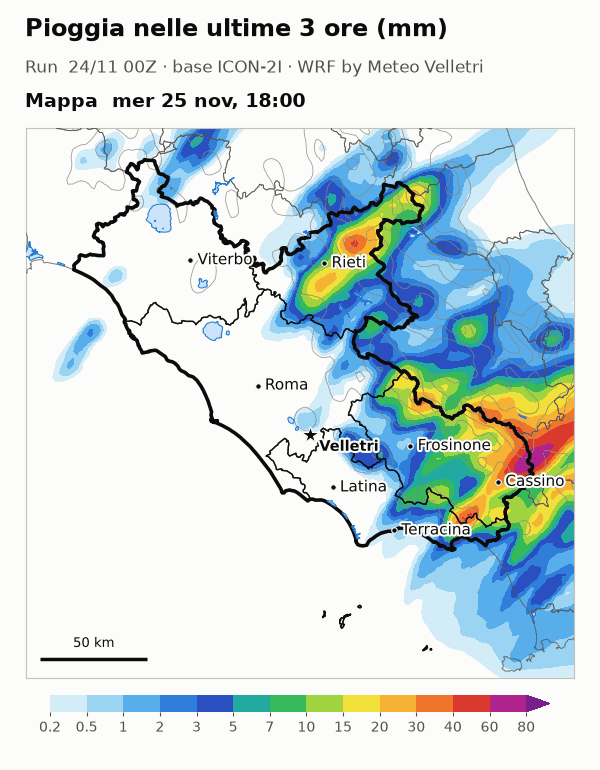 Pioggia nelle ultime 3 ore (mm)
Run 24/11 00Z · base ICON-2I · WRF by Meteo Velletri
Mappa mer 25 nov, 18:00
Viterbo
Rieti
Roma
Velletri
Frosinone
Latina
Cassino
Terracina
50 km
0.2 0.5 1 2 3 5 7 10 15 20 30 40 60 80